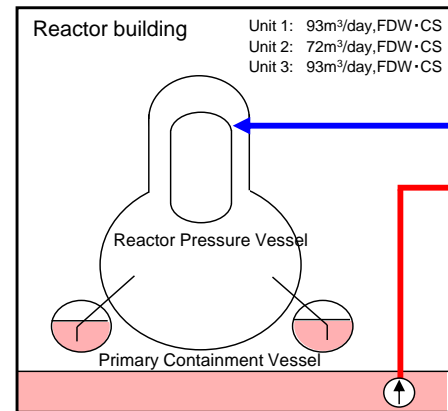 Reactor building
Unit 1: 93m³/day,FDW・CS
Unit 2: 72m³/day,FDW・CS
Unit 3: 93m³/day,FDW・CS
Reactor Pressure Vessel
Primary Containment Vessel